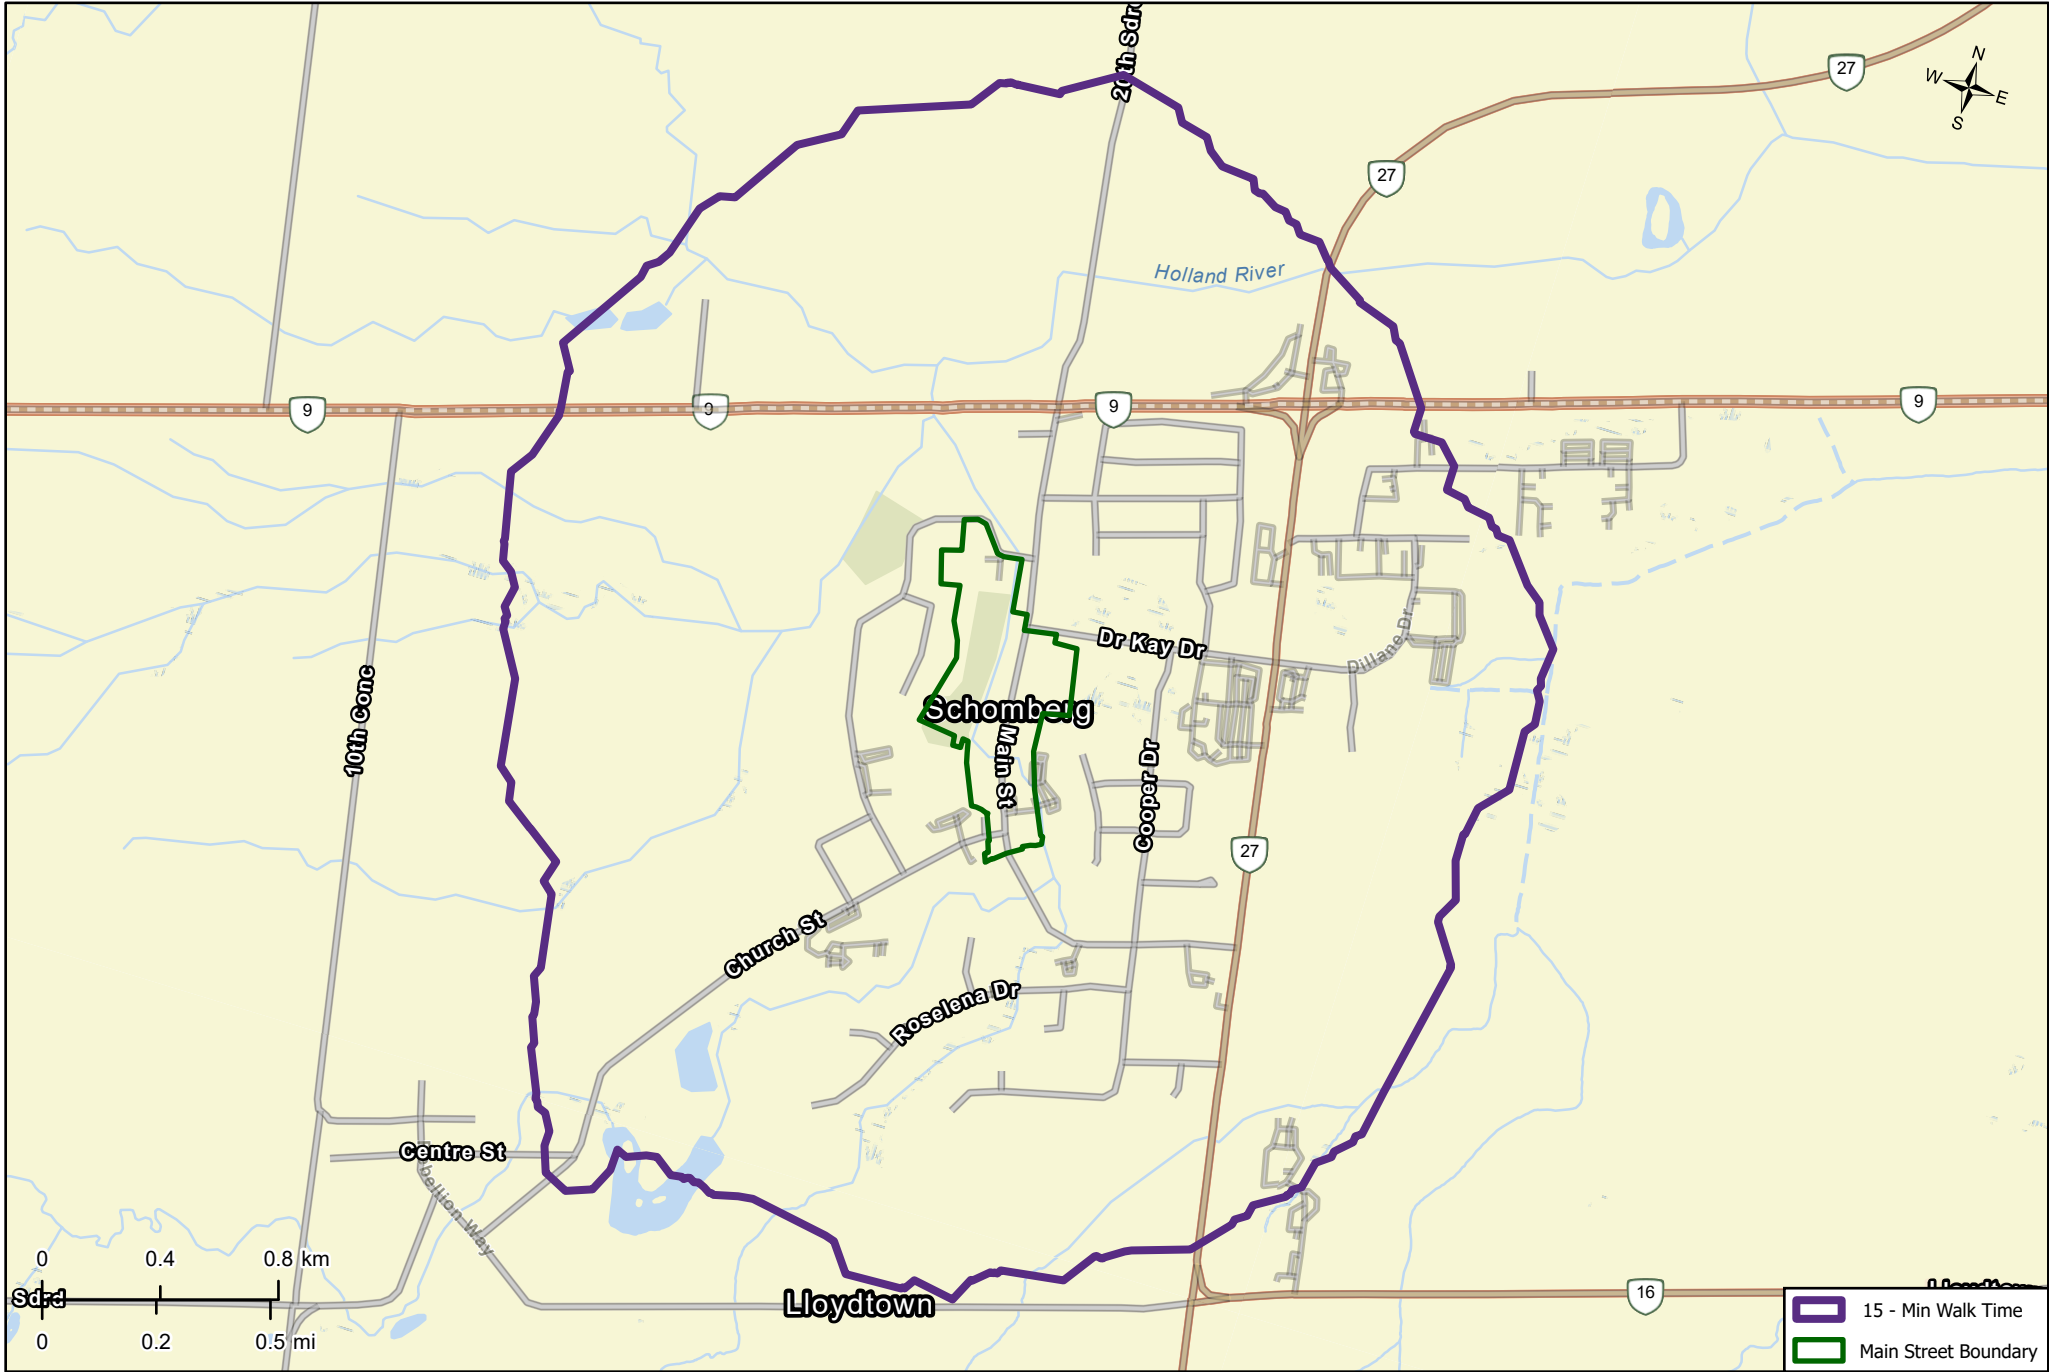 20th Sdrd
27
N
W
E
S
27
Holland River
9
9
9
9
Dr Kay Dr
Dillane Dr
10th Conc
Schomberg
Main St
Cooper Dr
27
Church St
Roselena Dr
Centre St
bellion Way
0
0.4
0.8 km
Sdrd
0
0.2
0.5 mi
Lloydtown
16
15 - Min Walk Time
Main Street Boundary